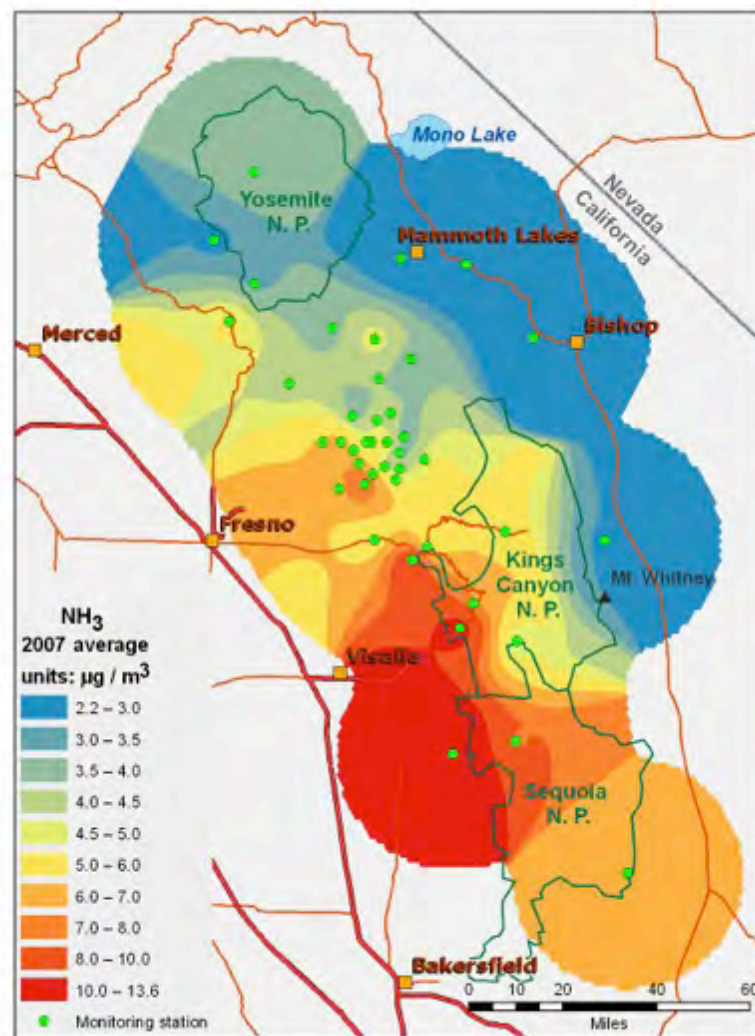 Mono Lake
Nevada
California
Yosemite
N. P.
Mammoth Lakes
Bishop
Merced
Fresno
Kings
Canyon
N. P.
Mt. Whitney
Visalia
Sequoia
N. P.
Bakersfield
NH3
2007 average
units: µg / m³
2.2 – 3.0
3.0 – 3.5
3.5 – 4.0
4.0 – 4.5
4.5 – 5.0
5.0 – 6.0
6.0 – 7.0
7.0 – 8.0
8.0 – 10.0
10.0 – 13.6
Monitoring station
0 10 20 40 60
Miles